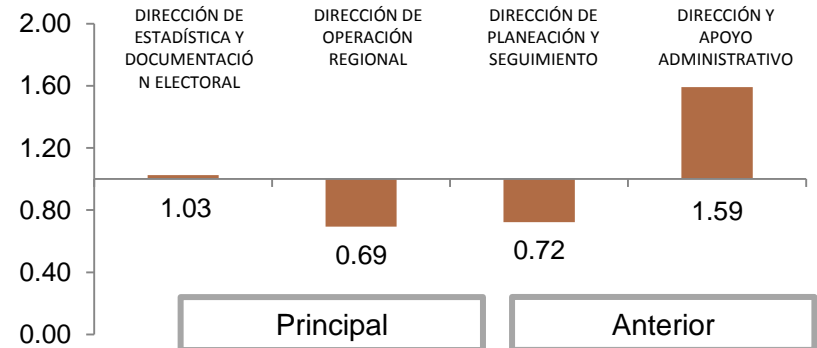 2.00
1.60
1.20
0.80
0.40
0.00
DIRECCIÓN DE
ESTADÍSTICA Y
DOCUMENTACIÓ
N ELECTORAL
DIRECCIÓN DE
OPERACIÓN
REGIONAL
DIRECCIÓN DE
PLANEACIÓN Y
SEGUIMIENTO
DIRECCIÓN Y
APOYO
ADMINISTRATIVO
1.03
0.69
0.72
1.59
Principal
Anterior